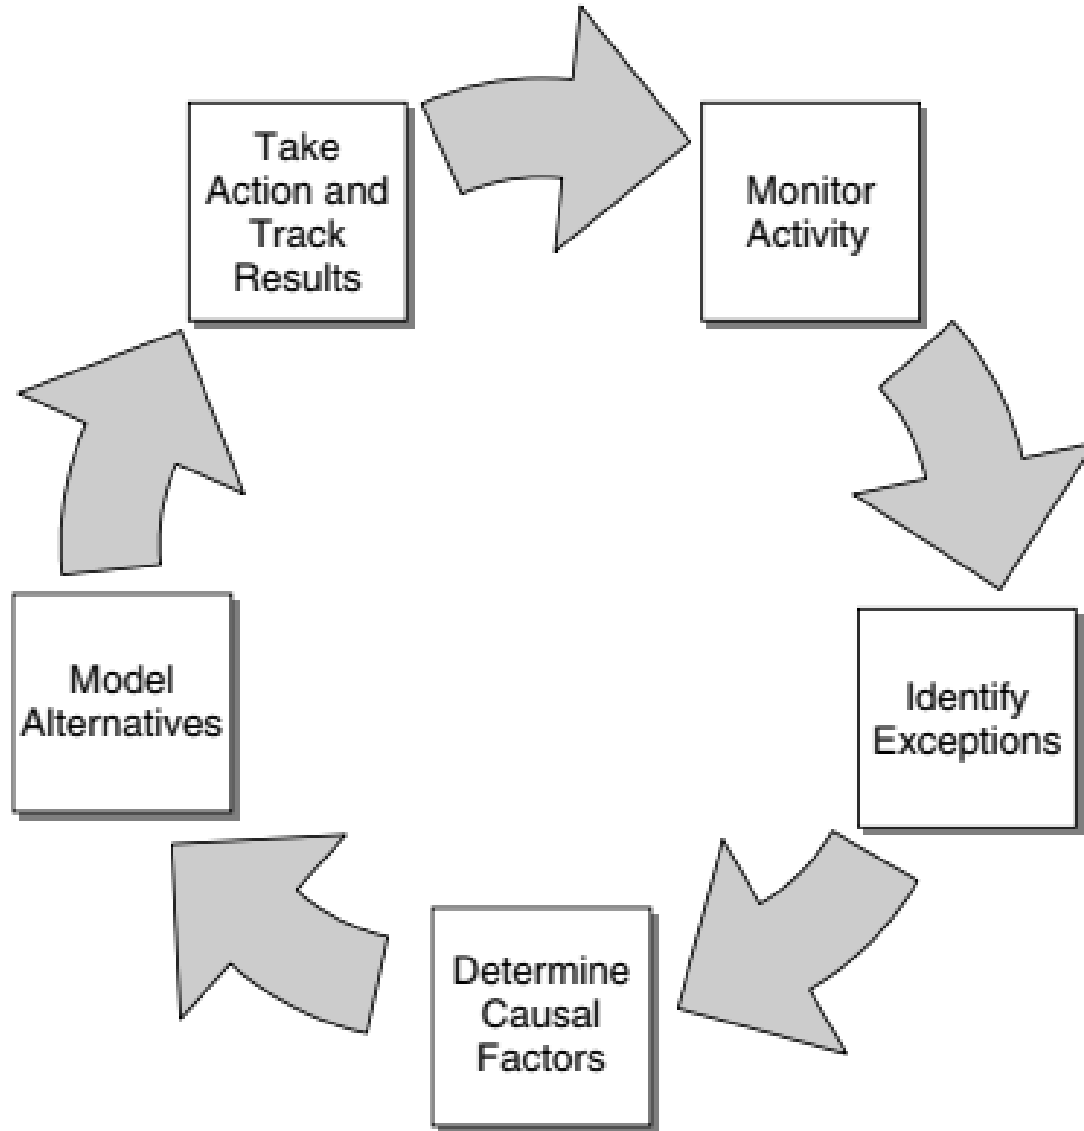 Take
Action and
Track
Results
Monitor
Activity
Identify
Exceptions
Determine
Causal
Factors
Model
Alternatives